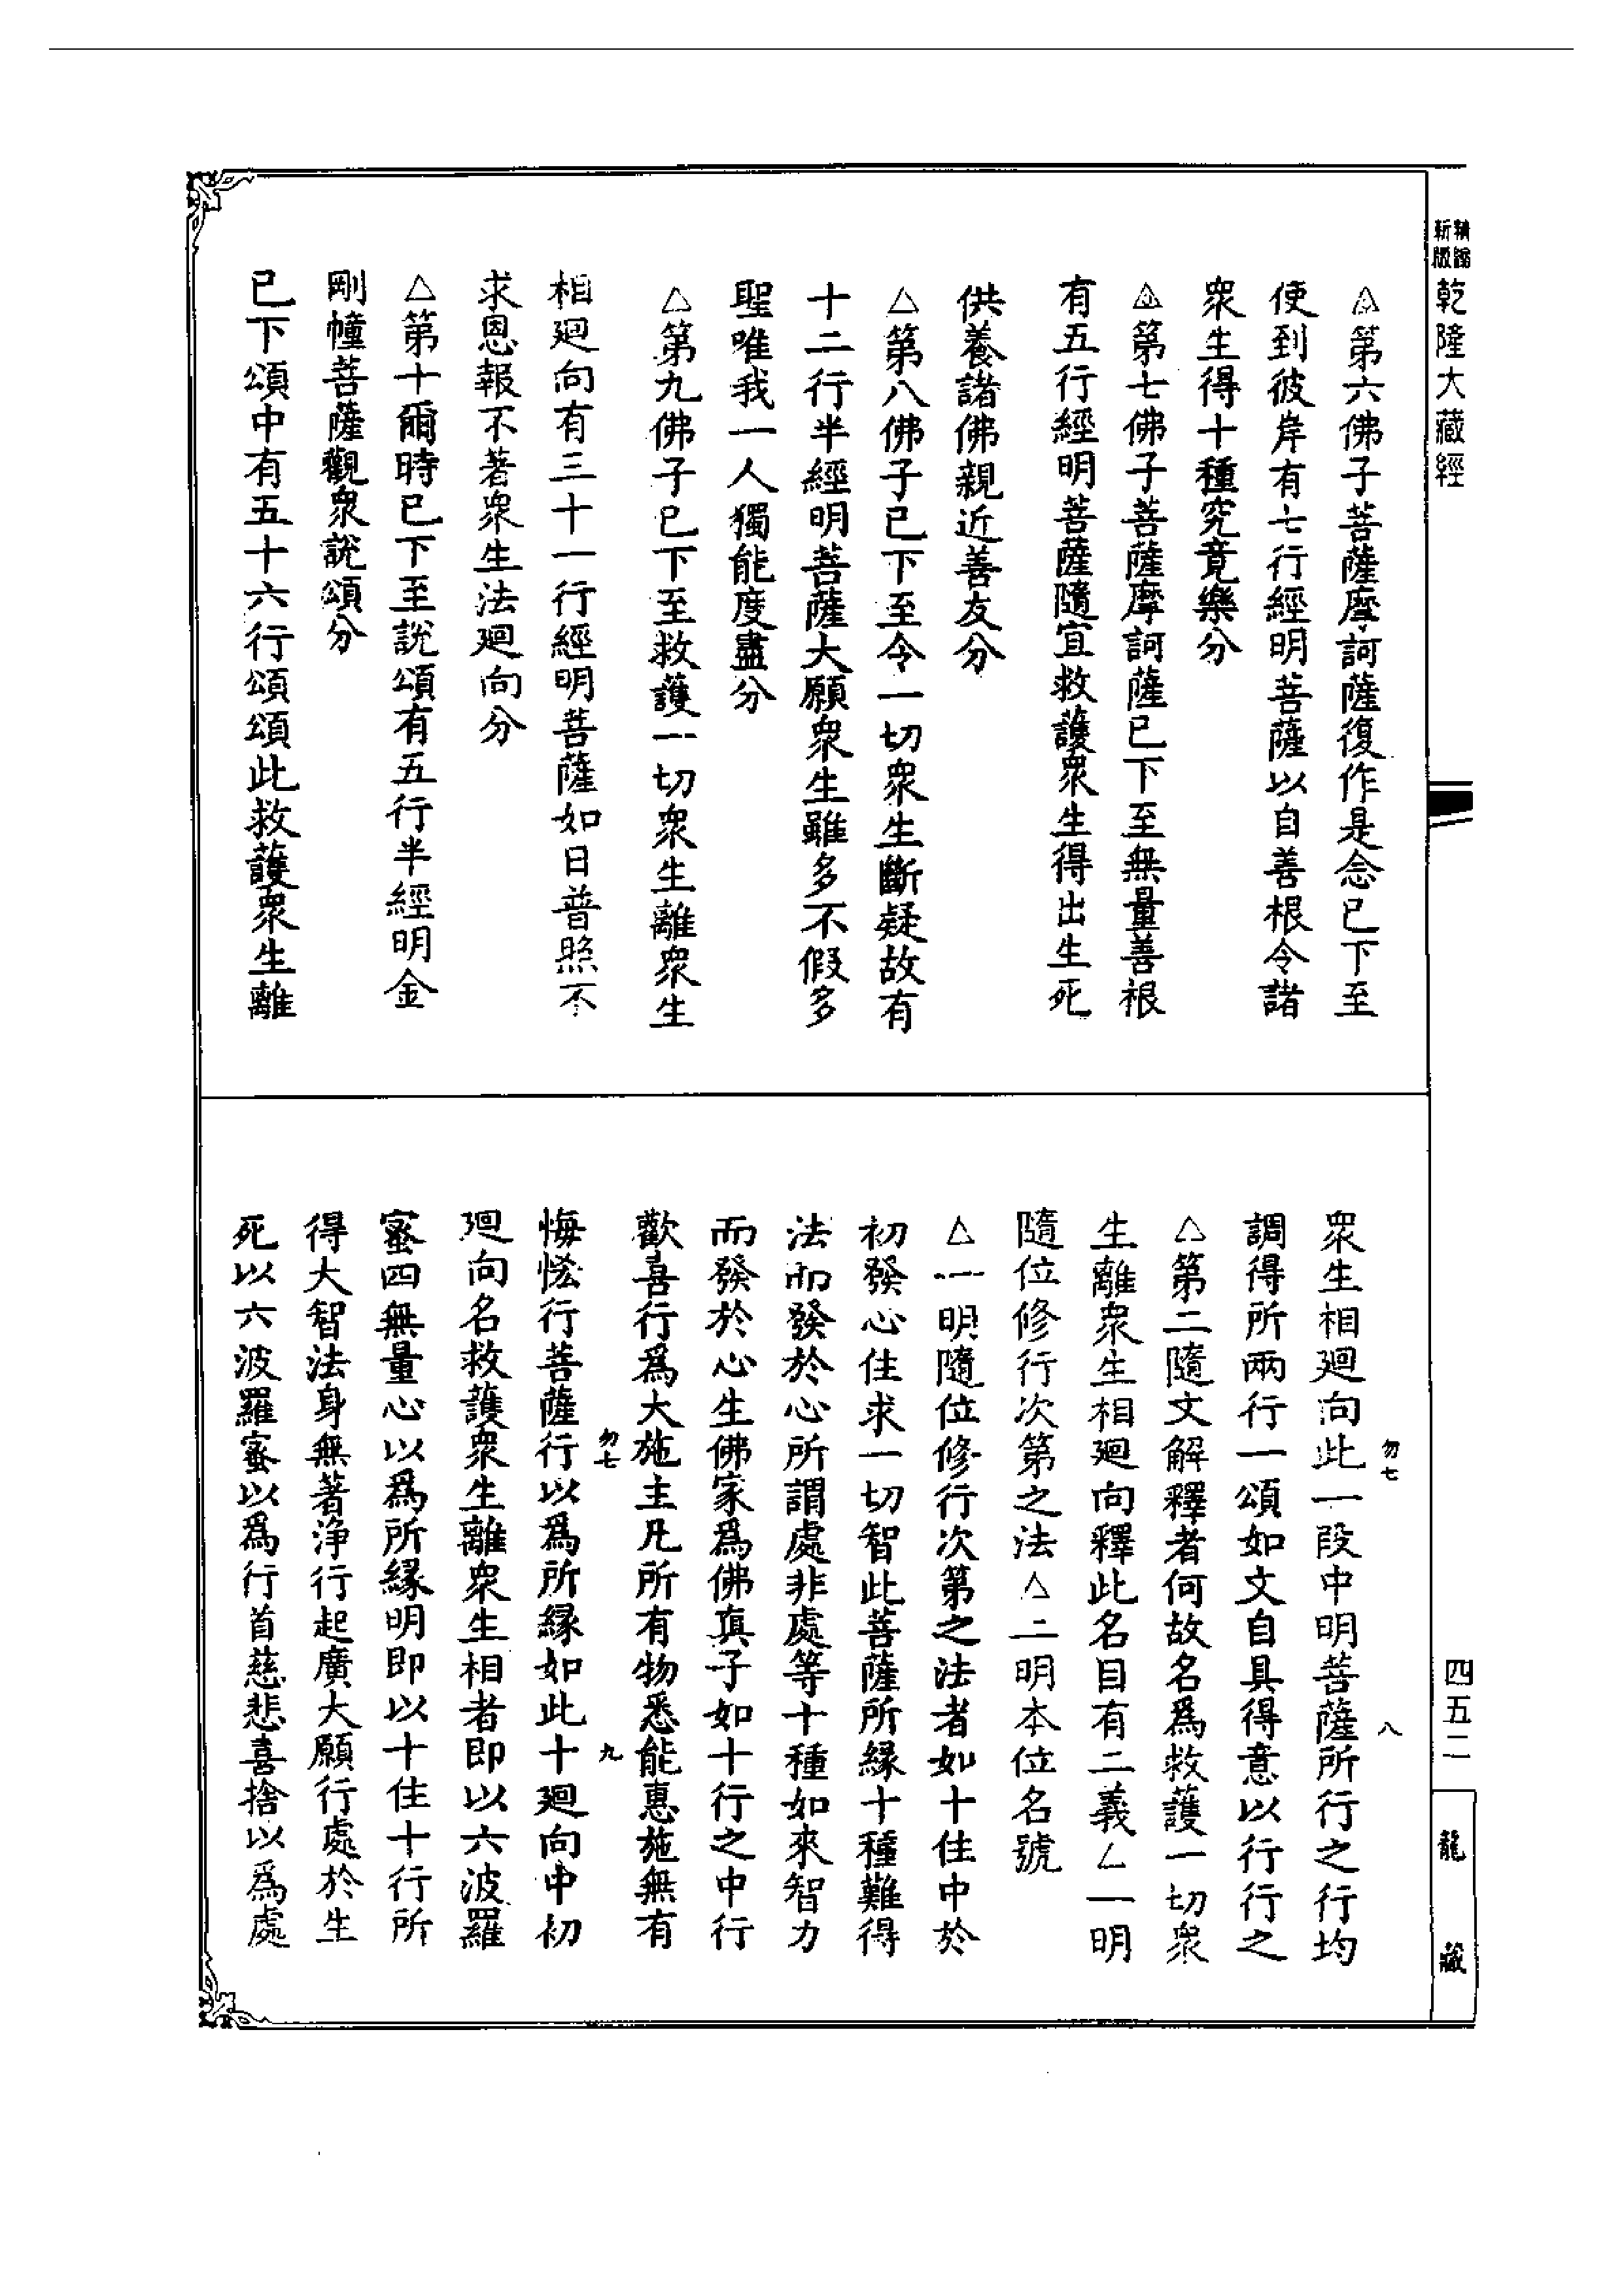 新編
縮版
乾隆大藏經
△第六佛子菩薩摩訶薩復作是念已下至
使到彼岸有七行經明菩薩以自善根令諸
衆生得十種究竟樂分
△第七佛子菩薩摩訶薩已下至無量善根
有五行經明菩薩隨宜救護衆生得出生死
供養諸佛親近善友分
△第八佛子已下至令一切衆生斷疑故有
十二行半經明菩薩大願衆生雖多不假多
聖唯我一人獨能度盡分
△第九佛子已下至救護一切衆生離衆生
相廻向有三十一行經明菩薩如日普照不
求恩報不著衆生法廻向分
△第十爾時已下至說頌有五行半經明金
剛幢菩薩觀衆說頌分
已下頌中有五十六行頌頌此救護衆生離
衆生相廻向此一段中明菩薩所行之行均
調得所兩行一頌如文自具得意以行行之
△第二隨文解釋者何故名爲救護一切衆
生離衆生相廻向釋此名目有二義△一明
隨位修行次第之法△二明本位名號
△一明隨位修行次第之法者如十住中於
初發心住求一切智此菩薩所緣十種難得
法而發於心所謂處非處等十種如來智力
而發於心生佛家爲佛真子如十行之中行
歡喜行爲大施主凡所有物悉能惠施無有
悔悋行菩薩行以爲所緣如此十廻向中初
廻向名救護衆生離衆生相者即以六波羅
蜜四無量心以爲所緣明即以十住十行所
得大智法身無著淨行起廣大願行處於生
死以六波羅蜜以爲行首慈悲喜捨以爲處
勿七
八
勿七
九
四五二
龍藏